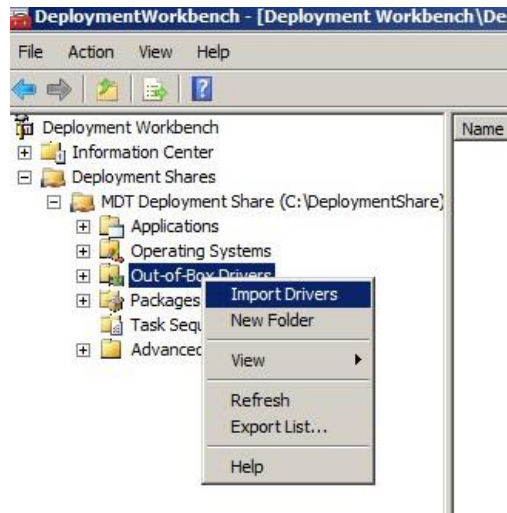 DeploymentWorkbench - [Deployment Workbench\De
File Action View Help
Deployment Workbench
Name
Information Center
Deployment Shares
MDT Deployment Share (C:\DeploymentShare)
Applications
Operating Systems
Out-of-Box Drivers
Import Drivers
Packages
New Folder
Task Sequ
Advanced
View
Refresh
Export List...
Help